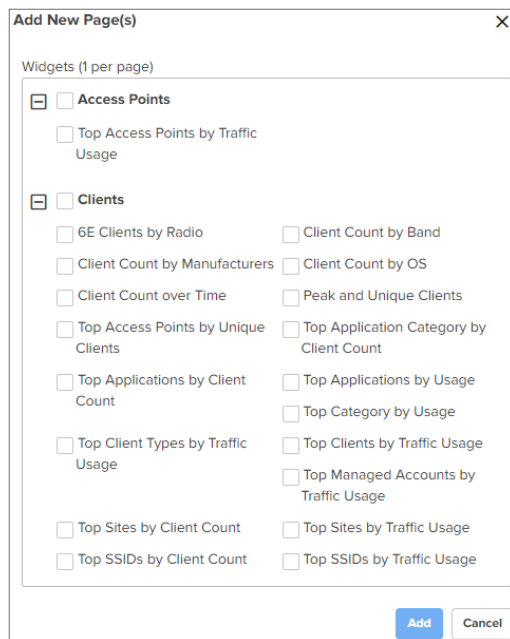 Add New Page(s)
Widgets (1 per page)
Access Points
Top Access Points by Traffic
Usage
Clients
6E Clients by Radio
Client Count by Band
Client Count by Manufacturers
Client Count by OS
Client Count over Time
Peak and Unique Clients
Top Access Points by Unique
Clients
Top Application Category by
Client Count
Top Applications by Client
Count
Top Applications by Usage
Top Category by Usage
Top Client Types by Traffic
Usage
Top Clients by Traffic Usage
Top Managed Accounts by
Traffic Usage
Top Sites by Client Count
Top Sites by Traffic Usage
Top SSIDs by Client Count
Top SSIDs by Traffic Usage
Add
Cancel